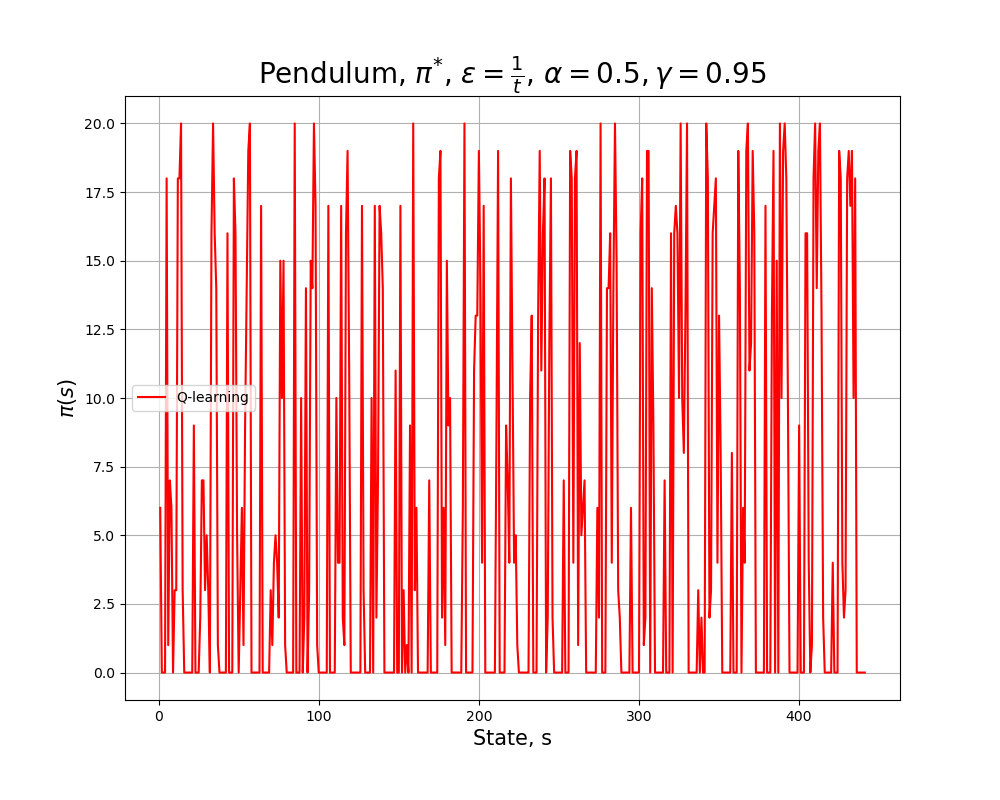 Pendulum, π*, ε = 1/t, α = 0.5, γ = 0.95
20.0
17.5
15.0
12.5
10.0
7.5
5.0
2.5
0.0
π(s)
Q-learning
0 100 200 300 400
State, s